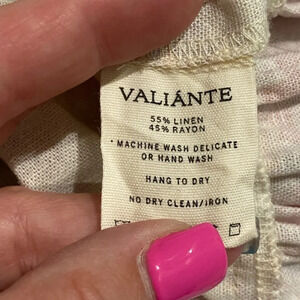 VALIÁNTE
55% LINEN
45% RAYON
· MACHINE WASH DELICATE
OR HAND WASH
HANG TO DRY
NO DRY CLEAN/IRON